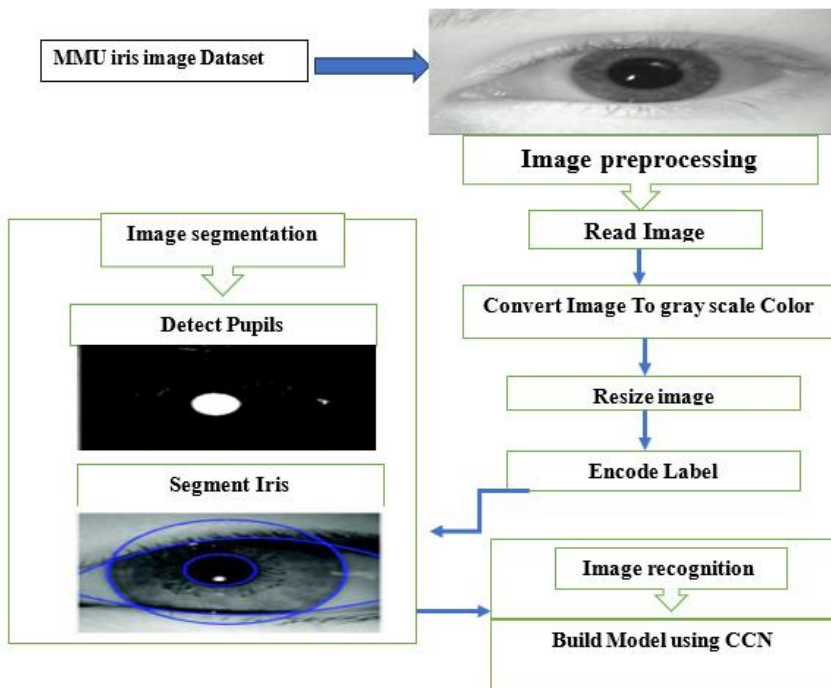 MMU iris image Dataset
Image preprocessing
Read Image
Convert Image To gray scale Color
Resize image
Encode Label
Image segmentation
Detect Pupils
Segment Iris
Image recognition
Build Model using CCN